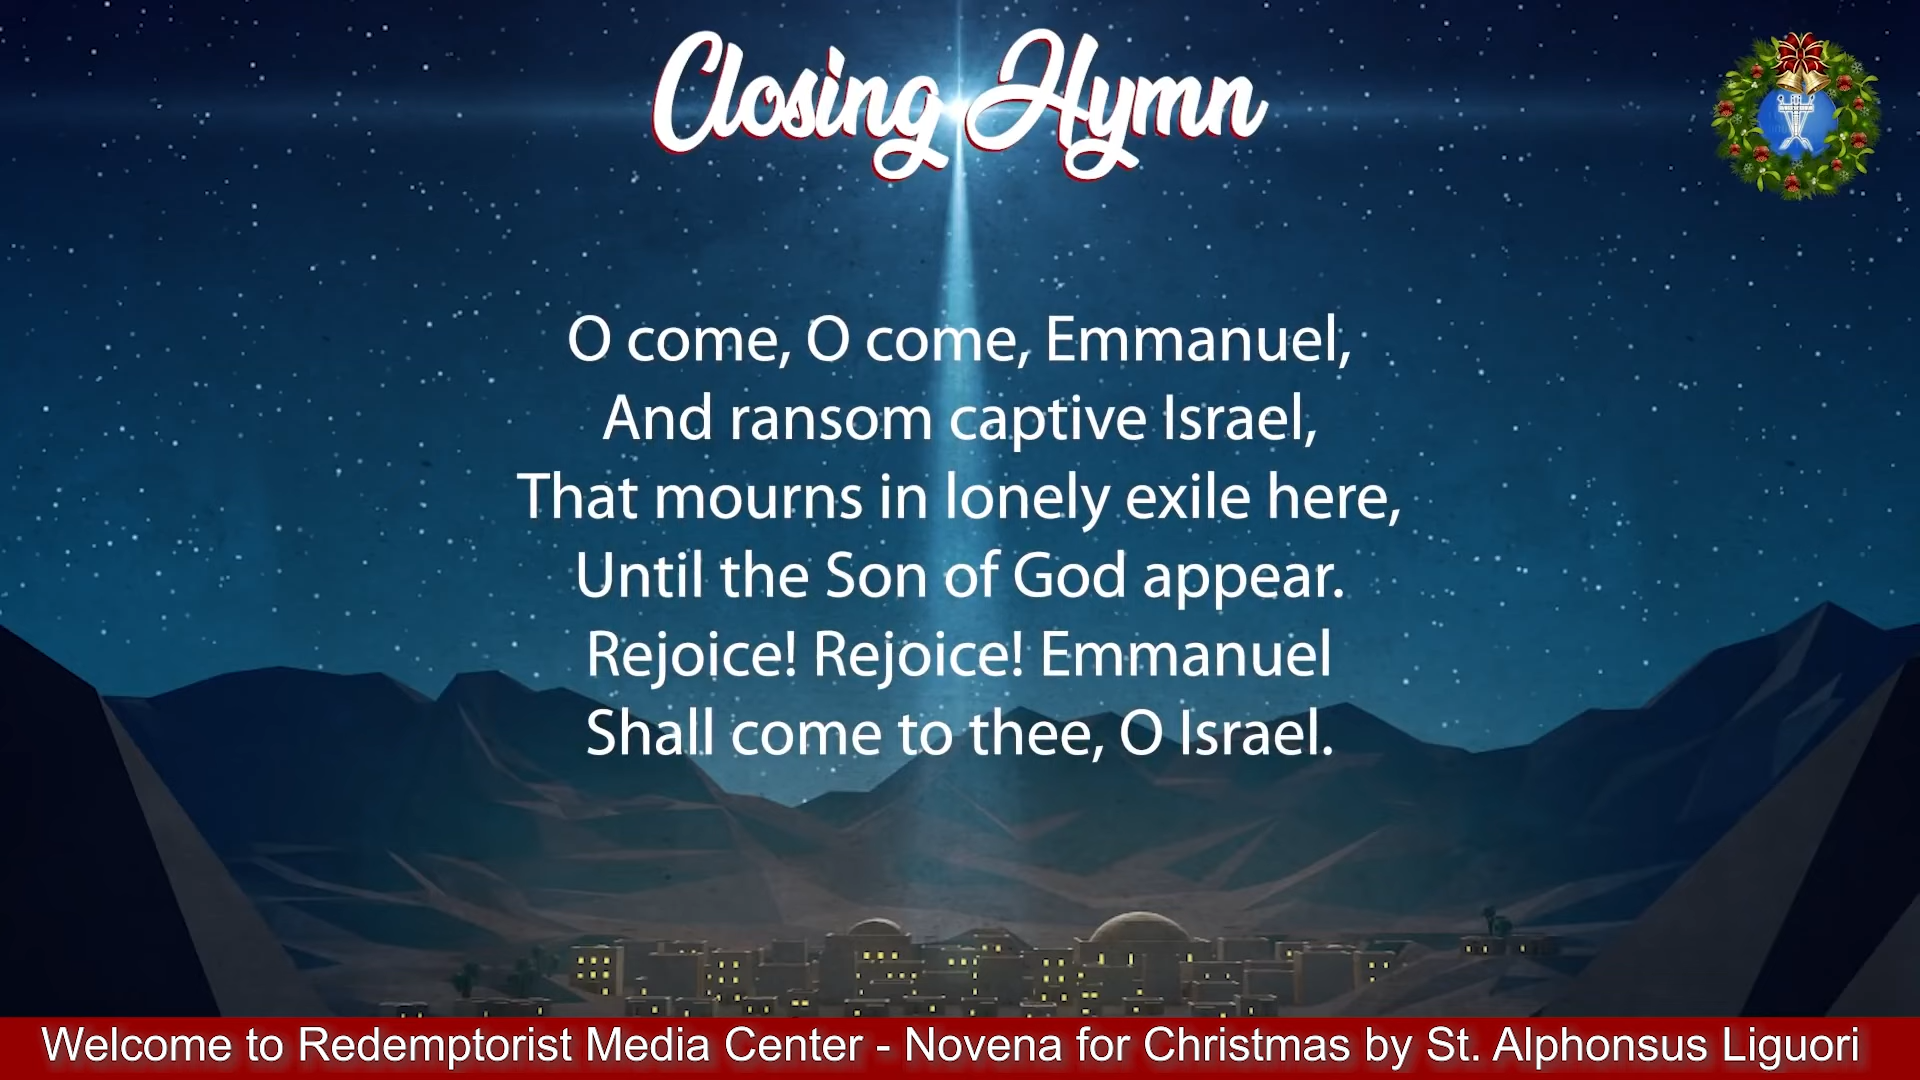 Closing Hymn
O come, O come, Emmanuel,
And ransom captive Israel,
That mourns in lonely exile here,
Until the Son of God appear.
Rejoice! Rejoice! Emmanuel
Shall come to thee, O Israel.
Welcome to Redemptorist Media Center - Novena for Christmas by St. Alphonsus Liguori